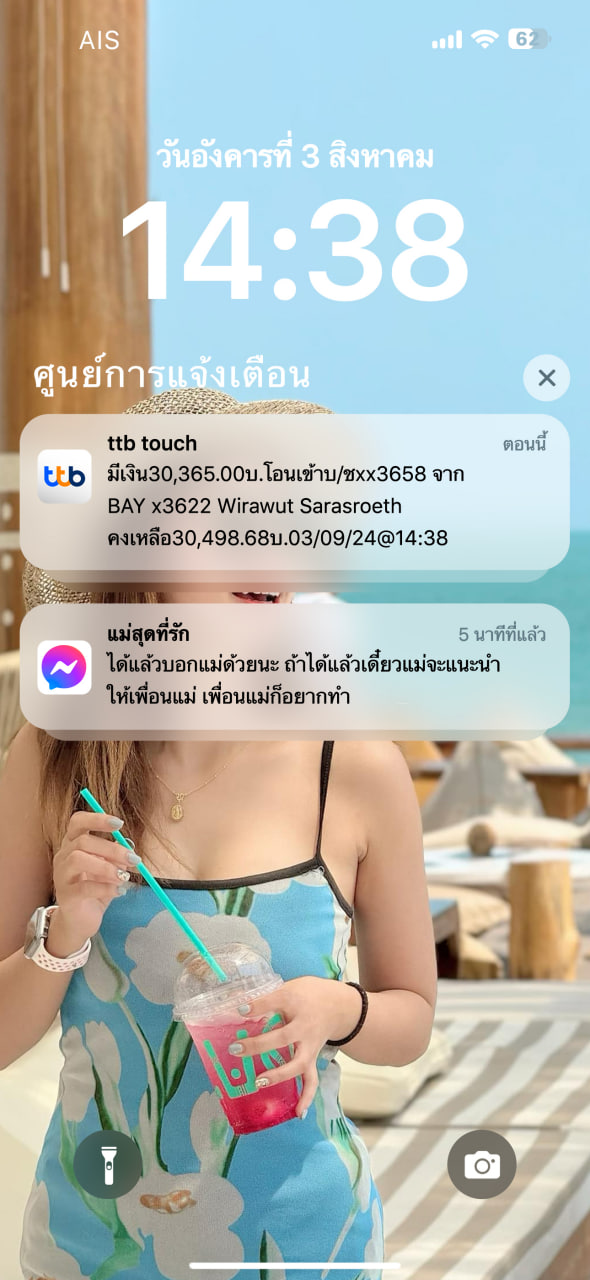 AIS
62
วันอังคารที่ 3 สิงหาคม
14:38
ศูนย์การแจ้งเตือน
ttb touch
ตอนนี้
ttb
มีเงิน30,365.00บ.โอนเข้าบ/ชxx3658 จาก
BAY x3622 Wirawut Sarasroeth
คงเหลือ30,498.68บ.03/09/24@14:38
แม่สุดที่รัก
5 นาทีที่แล้ว
ได้แล้วบอกแม่ด้วยนะ ถ้าได้แล้วเดี๋ยวแม่จะแนะนำ
ให้เพื่อนแม่ เพื่อนแม่ก็อยากทำ